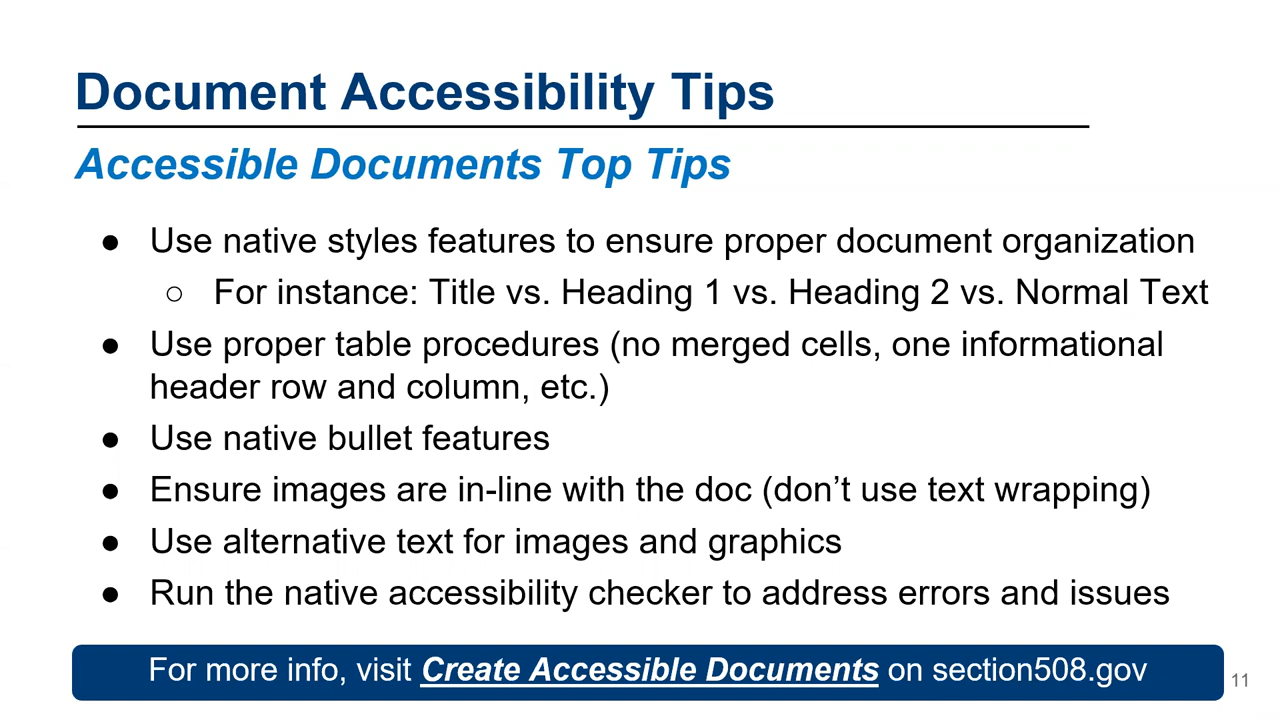 Document Accessibility Tips
Accessible Documents Top Tips
● Use native styles features to ensure proper document organization
○ For instance: Title vs. Heading 1 vs. Heading 2 vs. Normal Text
● Use proper table procedures (no merged cells, one informational
header row and column, etc.)
● Use native bullet features
● Ensure images are in-line with the doc (don’t use text wrapping)
● Use alternative text for images and graphics
● Run the native accessibility checker to address errors and issues
For more info, visit Create Accessible Documents on section508.gov
11